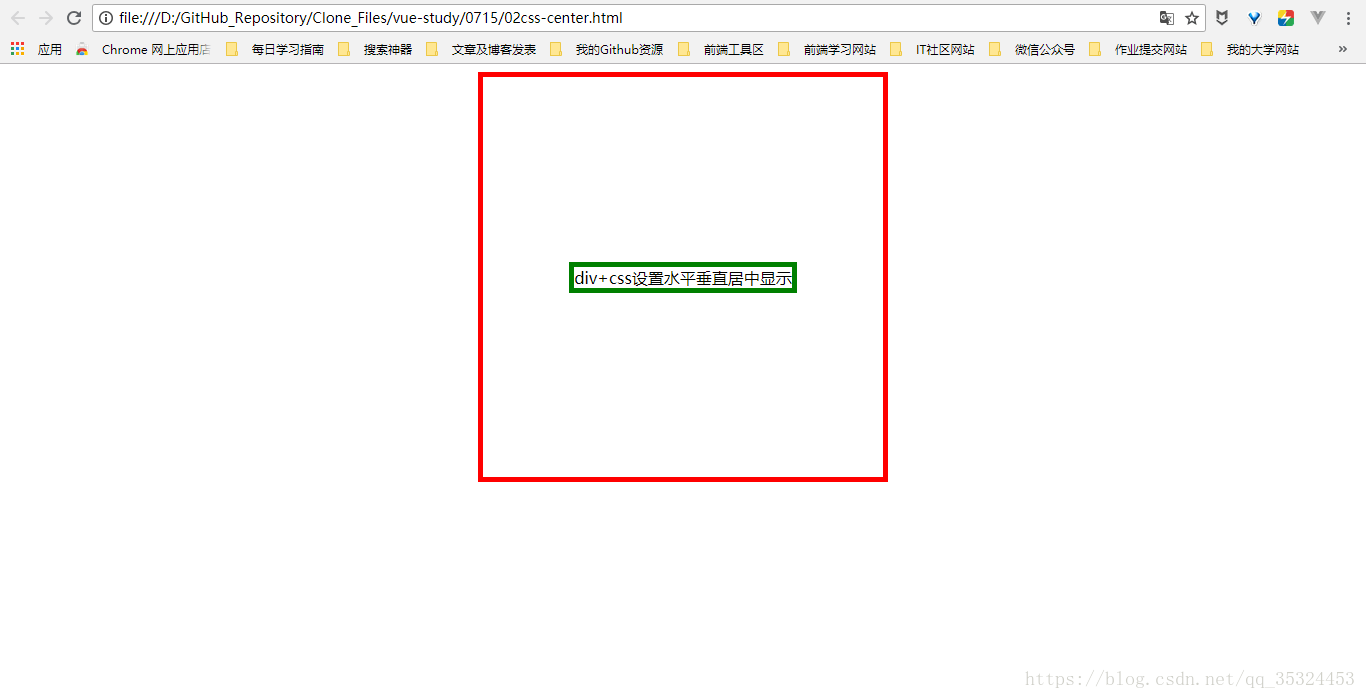 file:///D:/GitHub_Repository/Clone_Files/vue-study/0715/02css-center.html
应用 Chrome 网上应用店 每日学习指南 搜索神器 文章及博客发表 我的Github资源 前端工具区 前端学习网站 IT社区网站 微信公众号 作业提交网站 我的大学网站 »
div+css设置水平垂直居中显示
https://blog.csdn.net/qq_35324453